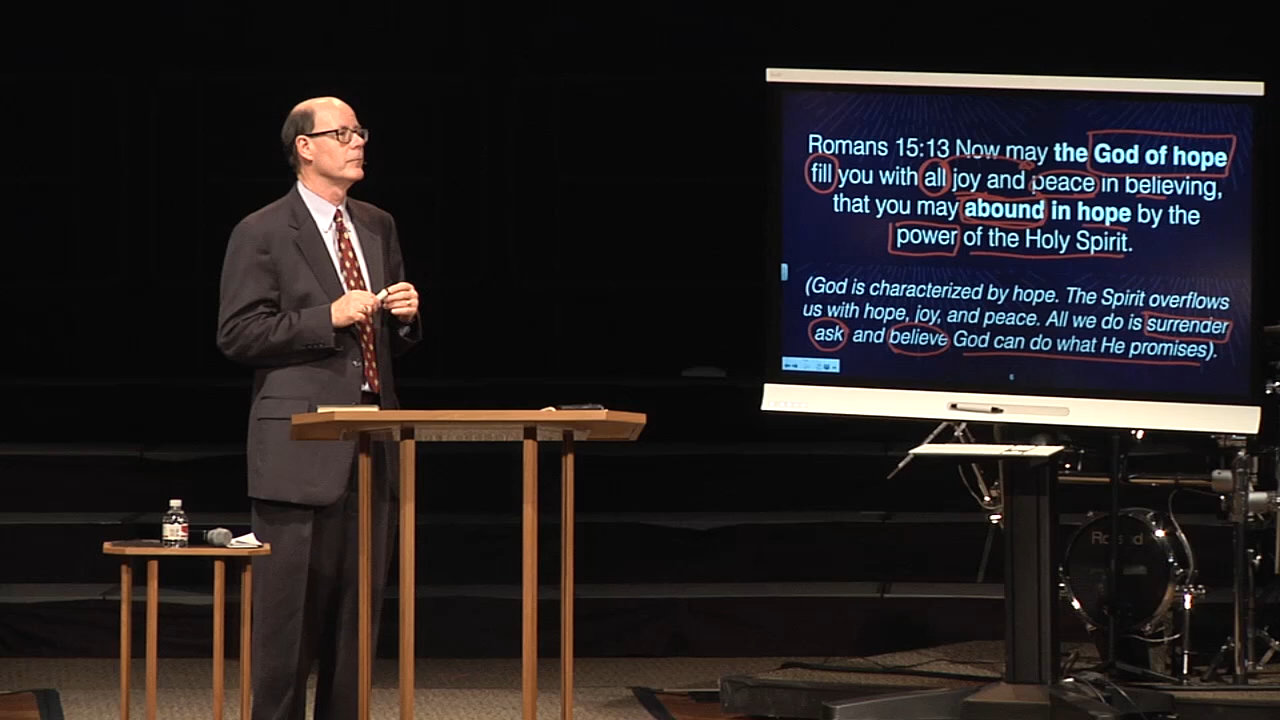 Romans 15:13 Now may the God of hope
fill you with all joy and peace in believing,
that you may abound in hope by the
power of the Holy Spirit.
(God is characterized by hope. The Spirit overflows
us with hope, joy, and peace. All we do is surrender
ask and believe God can do what He promises).
6
Roland